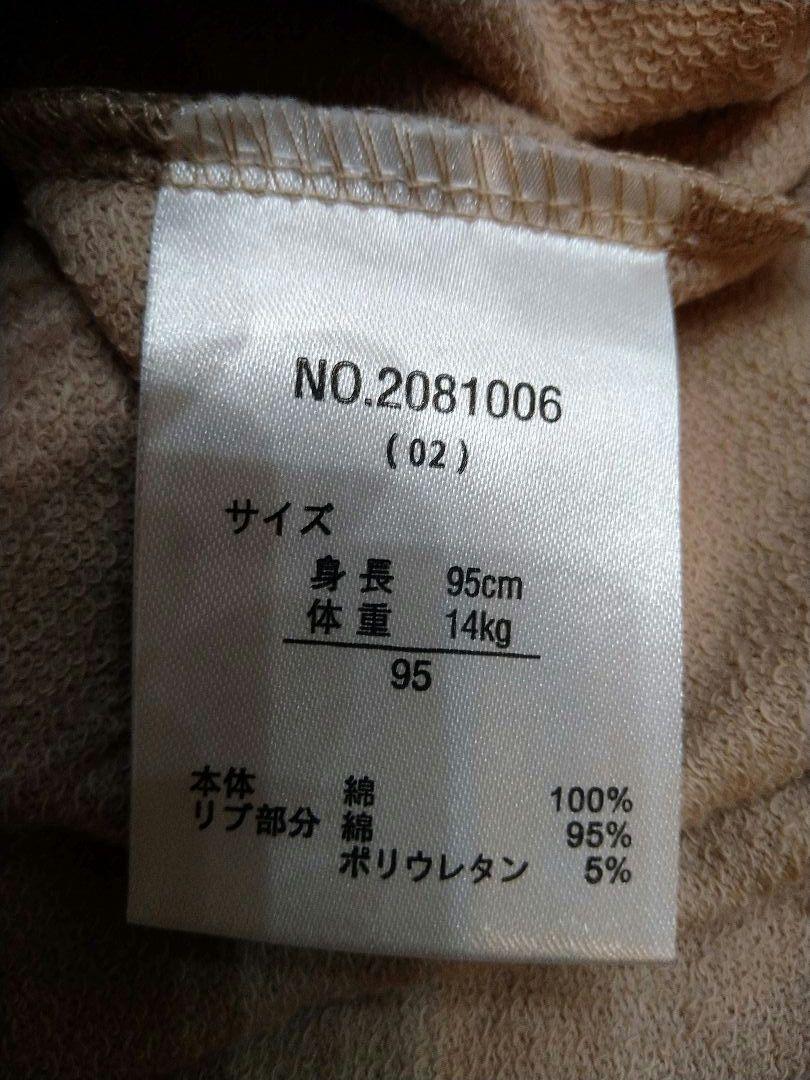 NO.2081006
(02)
サイズ
身長 95cm
体重 14kg
95
本体 綿 100%
リブ部分 綿 95%
ポリウレタン 5%